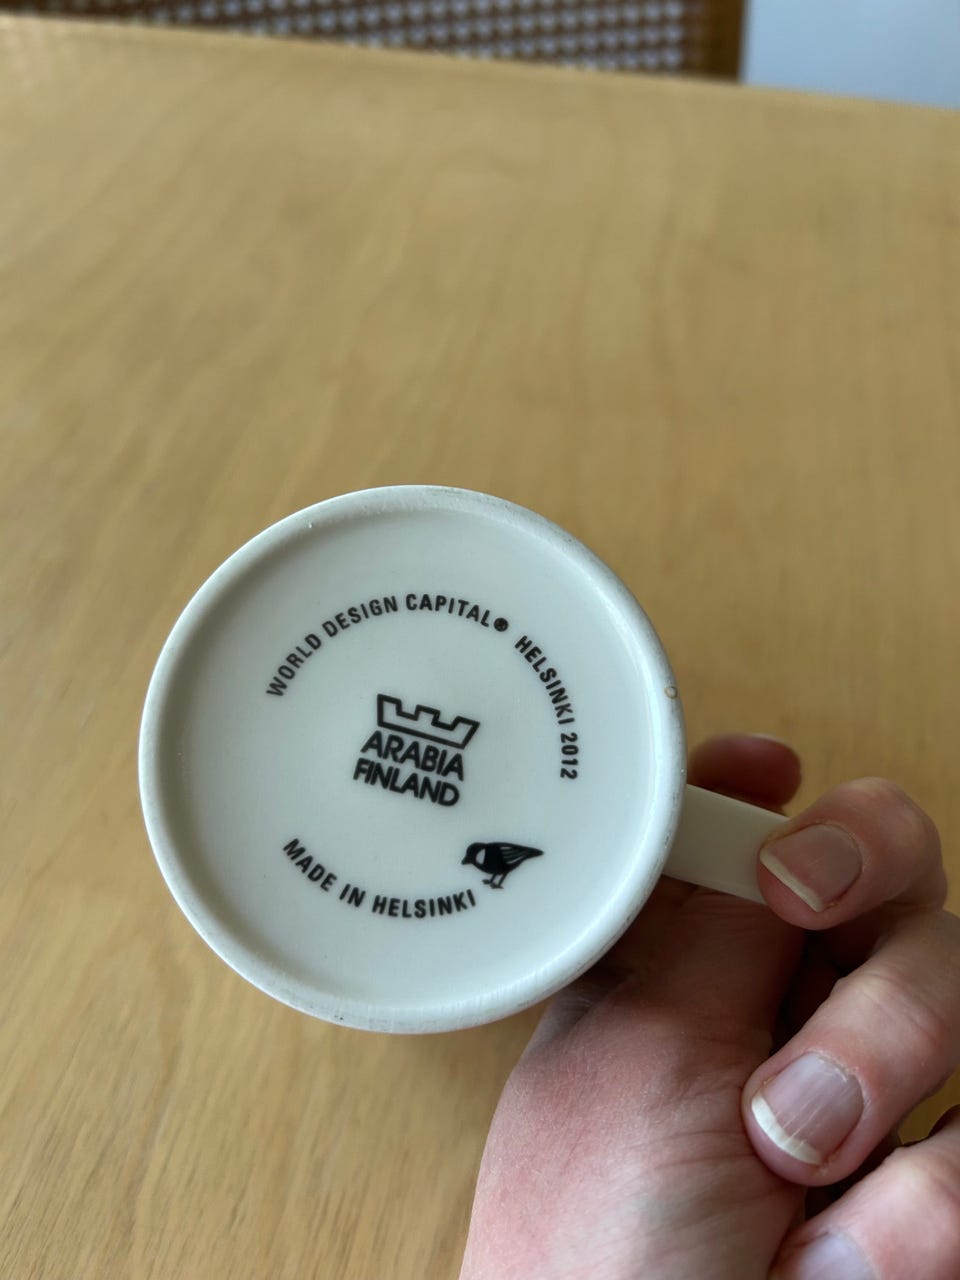 WORLD DESIGN CAPITAL® HELSINKI 2012
ARABIA
FINLAND
MADE IN HELSINKI